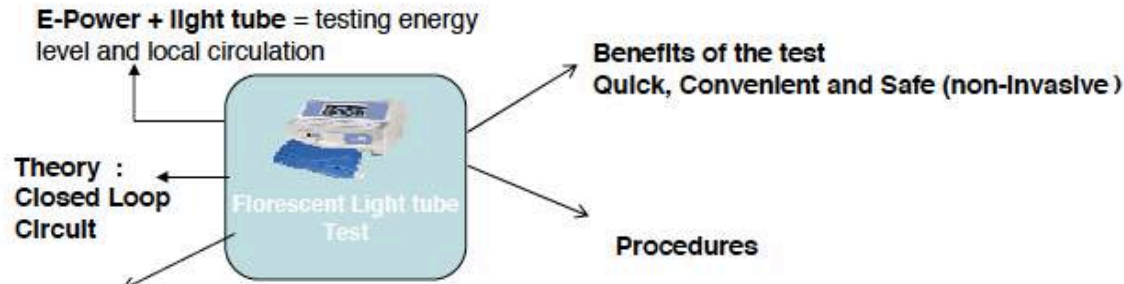 E-Power + light tube = testing energy
level and local circulation
Benefits of the test
Quick, Convenient and Safe (non-invasive)
Theory :
Closed Loop
Circuit
Florescent Light tube
Test
Procedures